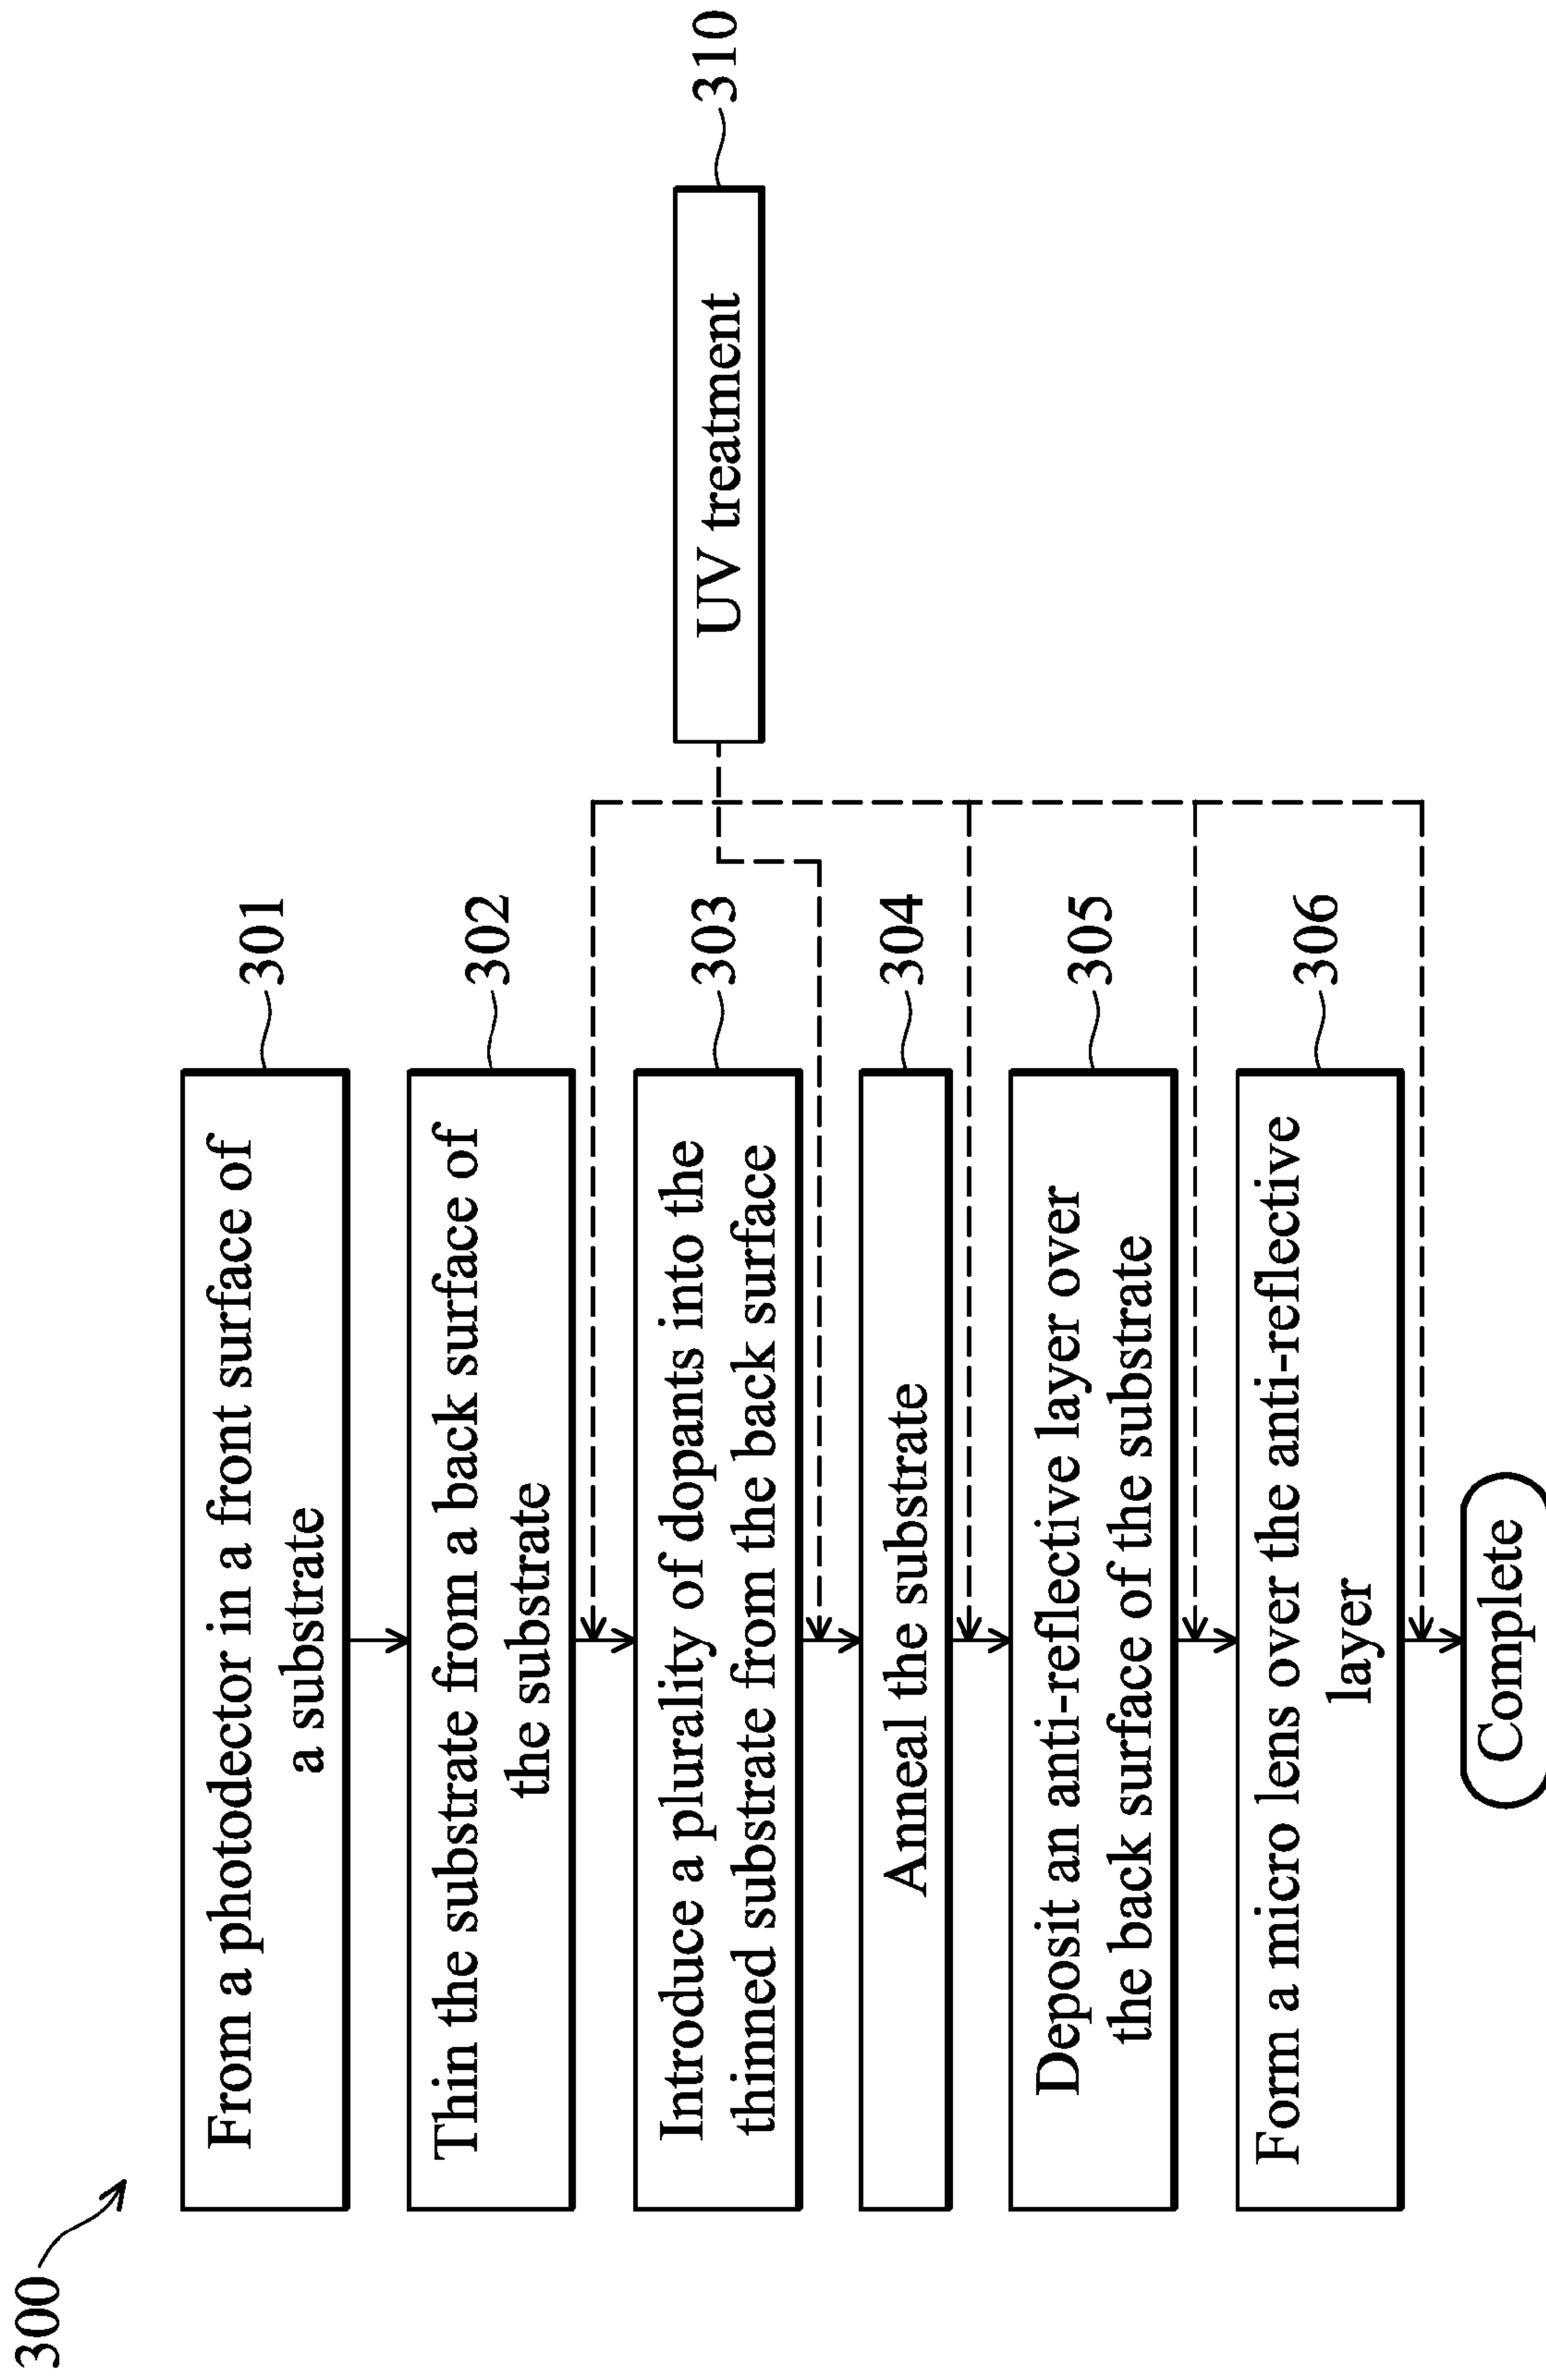 300
From a photodector in a front surface of
a substrate
301
Thin the substrate from a back surface of
the substrate
302
Introduce a plurality of dopants into the
thinned substrate from the back surface
303
UV treatment
310
Anneal the substrate
304
Deposit an anti-reflective layer over
the back surface of the substrate
305
Form a micro lens over the anti-reflective
layer
306
Complete